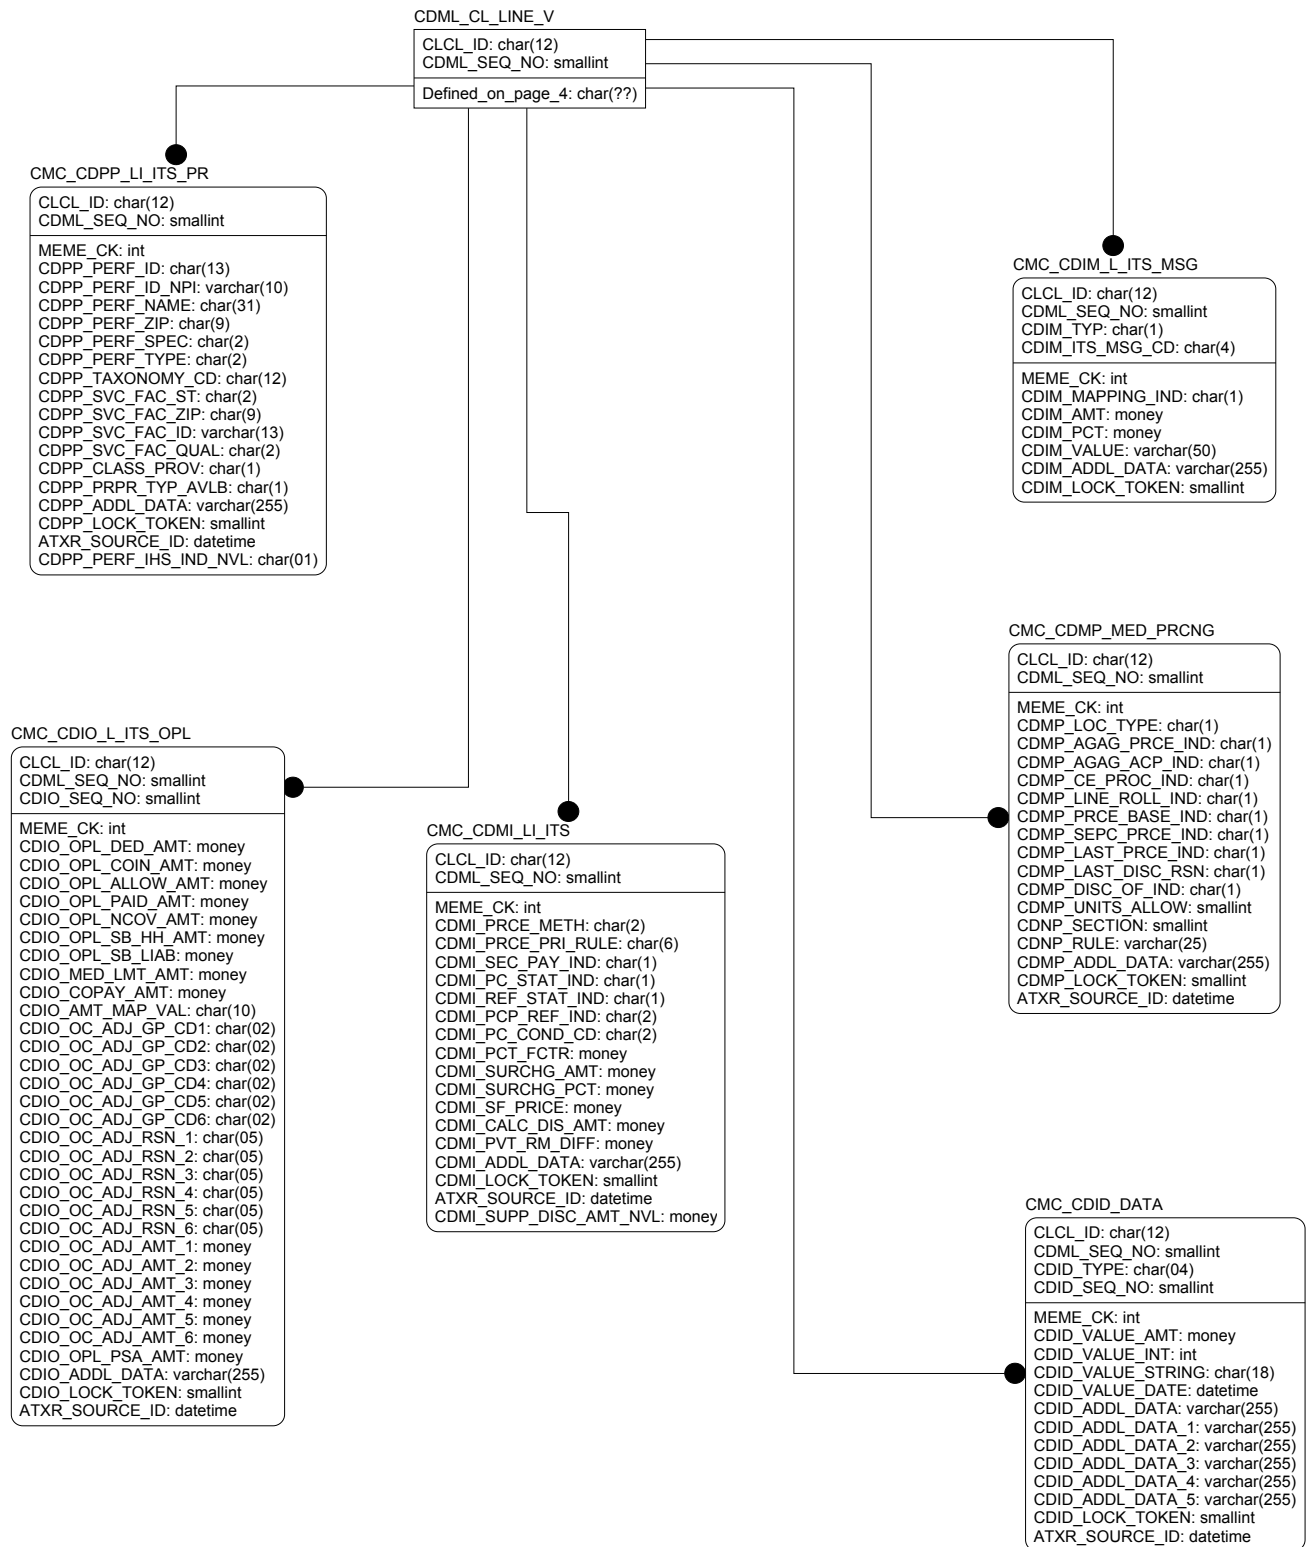 CDML_CL_LINE_V
CLCL_ID: char(12)
CDML_SEQ_NO: smallint
Defined_on_page_4: char(??)
CMC_CDPP_LI_ITS_PR
CLCL_ID: char(12)
CDML_SEQ_NO: smallint
MEME_CK: int
CDPP_PERF_ID: char(13)
CDPP_PERF_ID_NPI: varchar(10)
CDPP_PERF_NAME: char(31)
CDPP_PERF_ZIP: char(9)
CDPP_PERF_SPEC: char(2)
CDPP_PERF_TYPE: char(2)
CDPP_TAXONOMY_CD: char(12)
CDPP_SVC_FAC_ST: char(2)
CDPP_SVC_FAC_ZIP: char(9)
CDPP_SVC_FAC_ID: varchar(13)
CDPP_SVC_FAC_QUAL: char(2)
CDPP_CLASS_PROV: char(1)
CDPP_PRPR_TYP_AVLB: char(1)
CDPP_ADDL_DATA: varchar(255)
CDPP_LOCK_TOKEN: smallint
ATXR_SOURCE_ID: datetime
CDPP_PERF_IHS_IND_NVL: char(01)
CMC_CDIM_L_ITS_MSG
CLCL_ID: char(12)
CDML_SEQ_NO: smallint
CDIM_TYP: char(1)
CDIM_ITS_MSG_CD: char(4)
MEME_CK: int
CDIM_MAPPING_IND: char(1)
CDIM_AMT: money
CDIM_PCT: money
CDIM_VALUE: varchar(50)
CDIM_ADDL_DATA: varchar(255)
CDIM_LOCK_TOKEN: smallint
CMC_CDMP_MED_PRCNG
CLCL_ID: char(12)
CDML_SEQ_NO: smallint
MEME_CK: int
CDMP_LOC_TYPE: char(1)
CDMP_AGAG_PRCE_IND: char(1)
CDMP_AGAG_ACP_IND: char(1)
CDMP_CE_PROC_IND: char(1)
CDMP_LINE_ROLL_IND: char(1)
CDMP_PRCE_BASE_IND: char(1)
CDMP_SEPC_PRCE_IND: char(1)
CDMP_LAST_PRCE_IND: char(1)
CDMP_LAST_DISC_RSN: char(1)
CDMP_DISC_OF_IND: char(1)
CDMP_UNITS_ALLOW: smallint
CDNP_SECTION: smallint
CDNP_RULE: varchar(25)
CDMP_ADDL_DATA: varchar(255)
CDMP_LOCK_TOKEN: smallint
ATXR_SOURCE_ID: datetime
CMC_CDIO_L_ITS_OPL
CLCL_ID: char(12)
CDML_SEQ_NO: smallint
CDIO_SEQ_NO: smallint
MEME_CK: int
CDIO_OPL_DED_AMT: money
CDIO_OPL_COIN_AMT: money
CDIO_OPL_ALLOW_AMT: money
CDIO_OPL_PAID_AMT: money
CDIO_OPL_NCOV_AMT: money
CDIO_OPL_SB_HH_AMT: money
CDIO_OPL_SB_LIAB: money
CDIO_MED_LMT_AMT: money
CDIO_COPAY_AMT: money
CDIO_AMT_MAP_VAL: char(10)
CDIO_OC_ADJ_GP_CD1: char(02)
CDIO_OC_ADJ_GP_CD2: char(02)
CDIO_OC_ADJ_GP_CD3: char(02)
CDIO_OC_ADJ_GP_CD4: char(02)
CDIO_OC_ADJ_GP_CD5: char(02)
CDIO_OC_ADJ_GP_CD6: char(02)
CDIO_OC_ADJ_RSN_1: char(05)
CDIO_OC_ADJ_RSN_2: char(05)
CDIO_OC_ADJ_RSN_3: char(05)
CDIO_OC_ADJ_RSN_4: char(05)
CDIO_OC_ADJ_RSN_5: char(05)
CDIO_OC_ADJ_RSN_6: char(05)
CDIO_OC_ADJ_AMT_1: money
CDIO_OC_ADJ_AMT_2: money
CDIO_OC_ADJ_AMT_3: money
CDIO_OC_ADJ_AMT_4: money
CDIO_OC_ADJ_AMT_5: money
CDIO_OC_ADJ_AMT_6: money
CDIO_OPL_PSA_AMT: money
CDIO_ADDL_DATA: varchar(255)
CDIO_LOCK_TOKEN: smallint
ATXR_SOURCE_ID: datetime
CMC_CDMI_LI_ITS
CLCL_ID: char(12)
CDML_SEQ_NO: smallint
MEME_CK: int
CDMI_PRCE_METH: char(2)
CDMI_PRCE_PRI_RULE: char(6)
CDMI_SEC_PAY_IND: char(1)
CDMI_PC_STAT_IND: char(1)
CDMI_REF_STAT_IND: char(1)
CDMI_PCP_REF_IND: char(2)
CDMI_PC_COND_CD: char(2)
CDMI_PCT_FCTR: money
CDMI_SURCHG_AMT: money
CDMI_SURCHG_PCT: money
CDMI_SF_PRICE: money
CDMI_CALC_DIS_AMT: money
CDMI_PVT_RM_DIFF: money
CDMI_ADDL_DATA: varchar(255)
CDMI_LOCK_TOKEN: smallint
ATXR_SOURCE_ID: datetime
CDMI_SUPP_DISC_AMT_NVL: money
CMC_CDID_DATA
CLCL_ID: char(12)
CDML_SEQ_NO: smallint
CDID_TYPE: char(04)
CDID_SEQ_NO: smallint
MEME_CK: int
CDID_VALUE_AMT: money
CDID_VALUE_INT: int
CDID_VALUE_STRING: char(18)
CDID_VALUE_DATE: datetime
CDID_ADDL_DATA: varchar(255)
CDID_ADDL_DATA_1: varchar(255)
CDID_ADDL_DATA_2: varchar(255)
CDID_ADDL_DATA_3: varchar(255)
CDID_ADDL_DATA_4: varchar(255)
CDID_ADDL_DATA_5: varchar(255)
CDID_LOCK_TOKEN: smallint
ATXR_SOURCE_ID: datetime